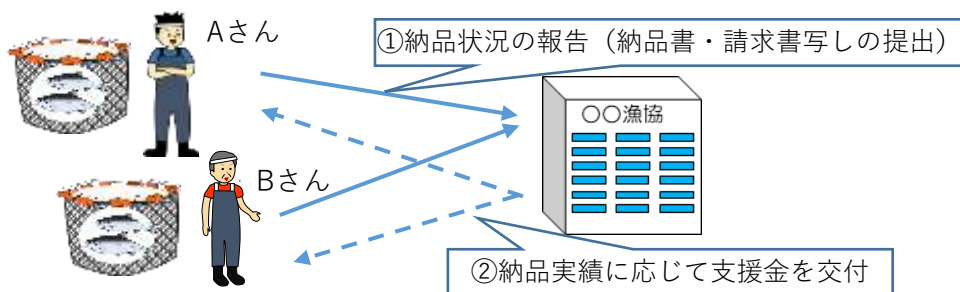 Aさん
①納品状況の報告（納品書・請求書写しの提出）
○○漁協
Bさん
②納品実績に応じて支援金を交付